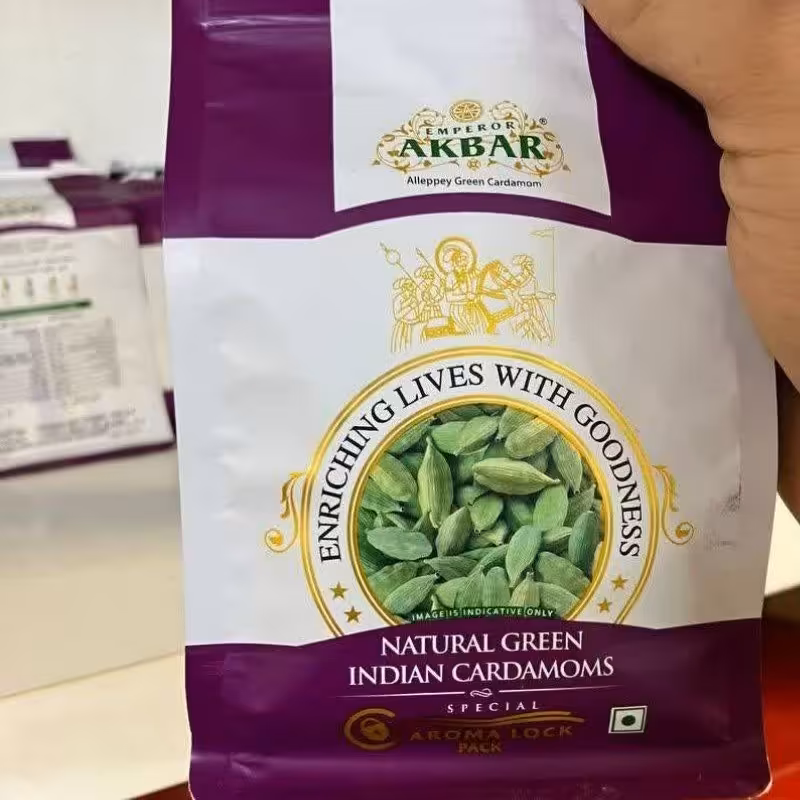 EMPEROR
AKBAR®
Alleppey Green Cardamom
ENRICHING LIVES WITH GOODNESS
IMAGE IS INDICATIVE ONLY
NATURAL GREEN
INDIAN CARDAMOMS
SPECIAL
AROMA LOCK
PACK